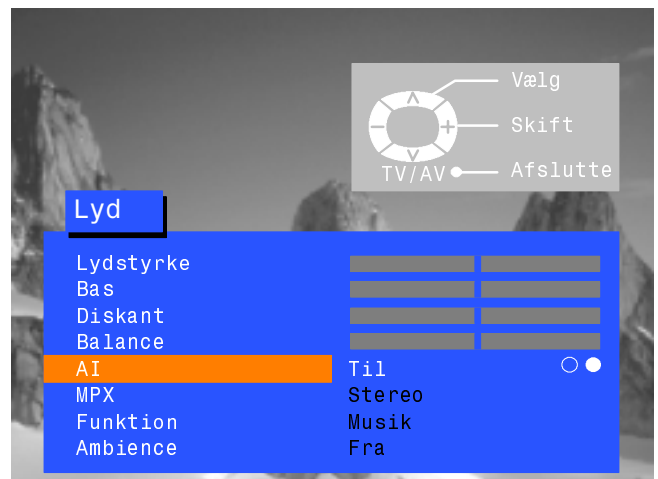 Vælg
Skift
TV/AV Afslutte
Lyd
Lydstyrke
Bas
Diskant
Balance
AI Til
MPX Stereo
Funktion Musik
Ambience Fra